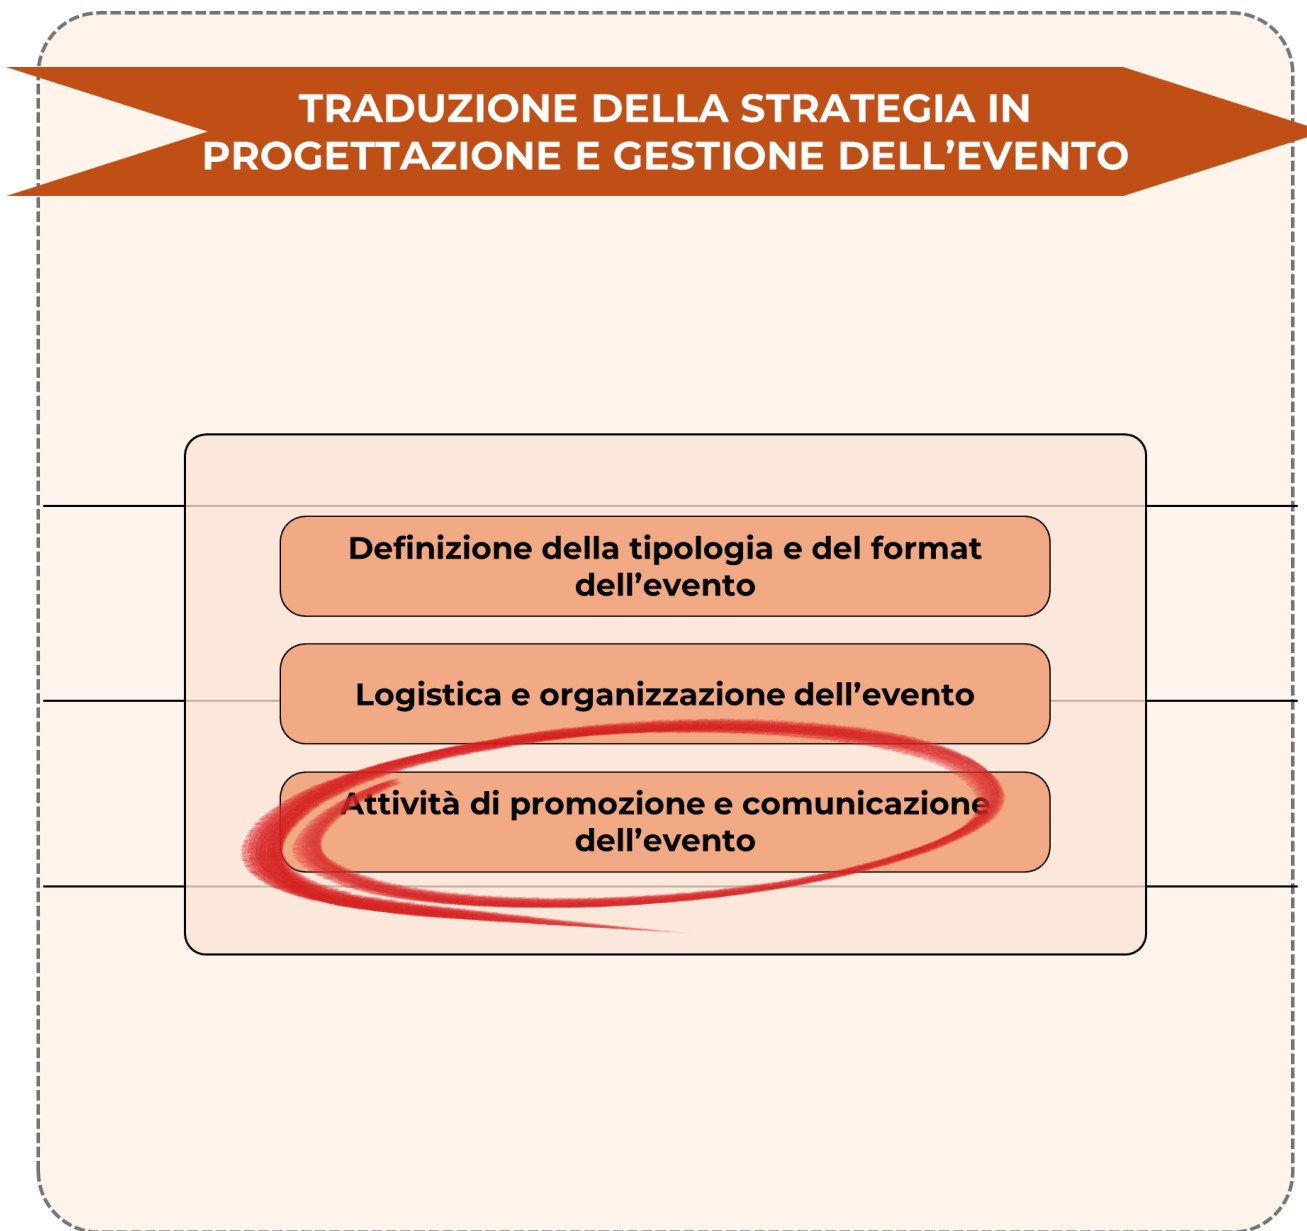 TRADUZIONE DELLA STRATEGIA IN
PROGETTAZIONE E GESTIONE DELL’EVENTO
Definizione della tipologia e del format
dell’evento
Logistica e organizzazione dell’evento
Attività di promozione e comunicazione
dell’evento